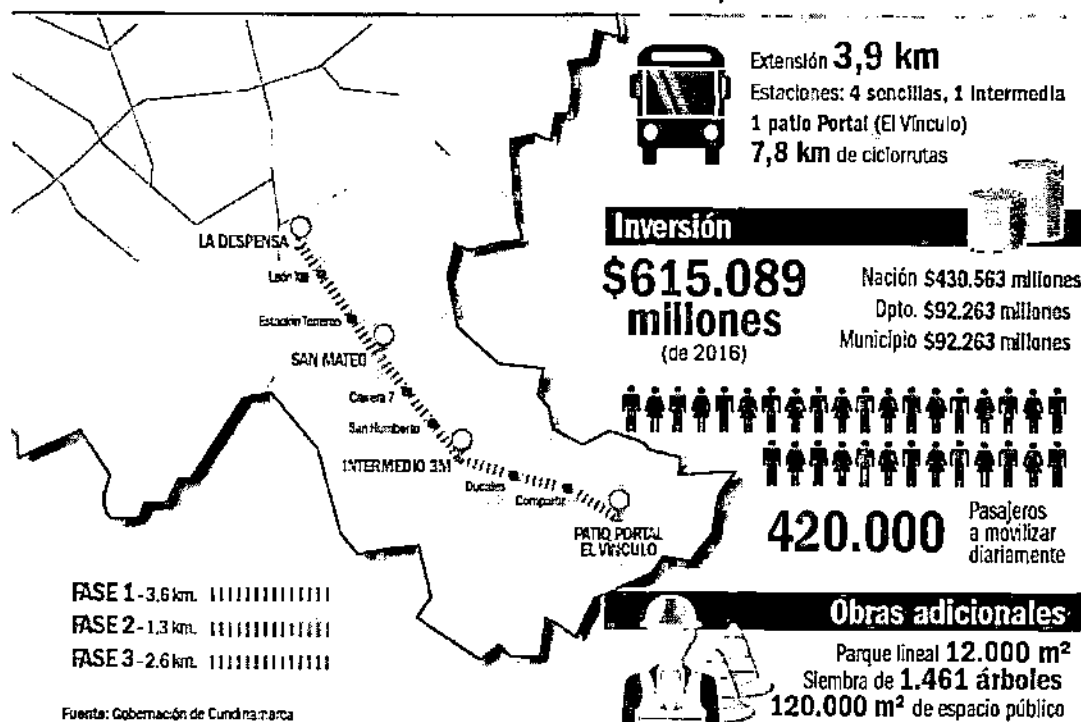 Extensión 3,9 km
Estaciones: 4 sencillas, 1 Intermedia
1 patio Portal (El Vínculo)
7,8 km de ciclorrutas
Inversión
$615.089
millones
(de 2016)
Nación $430.563 millones
Dpto. $92.263 millones
Municipio $92.263 millones
420.000
Pasajeros
a movilizar
diariamente
Obras adicionales
Parque lineal 12.000 m²
Siembra de 1.461 árboles
120.000 m² de espacio público
LA DESPENSA
León XIII
Estación Terreros
SAN MATEO
Carrera 7
San Humberto
INTERMEDIO 3M
Ducales
Compartir
PATIO PORTAL
EL VÍNCULO
FASE 1 - 3,6 km.
FASE 2 - 1,3 km.
FASE 3 - 2,6 km.
Fuente: Gobernación de Cundinamarca